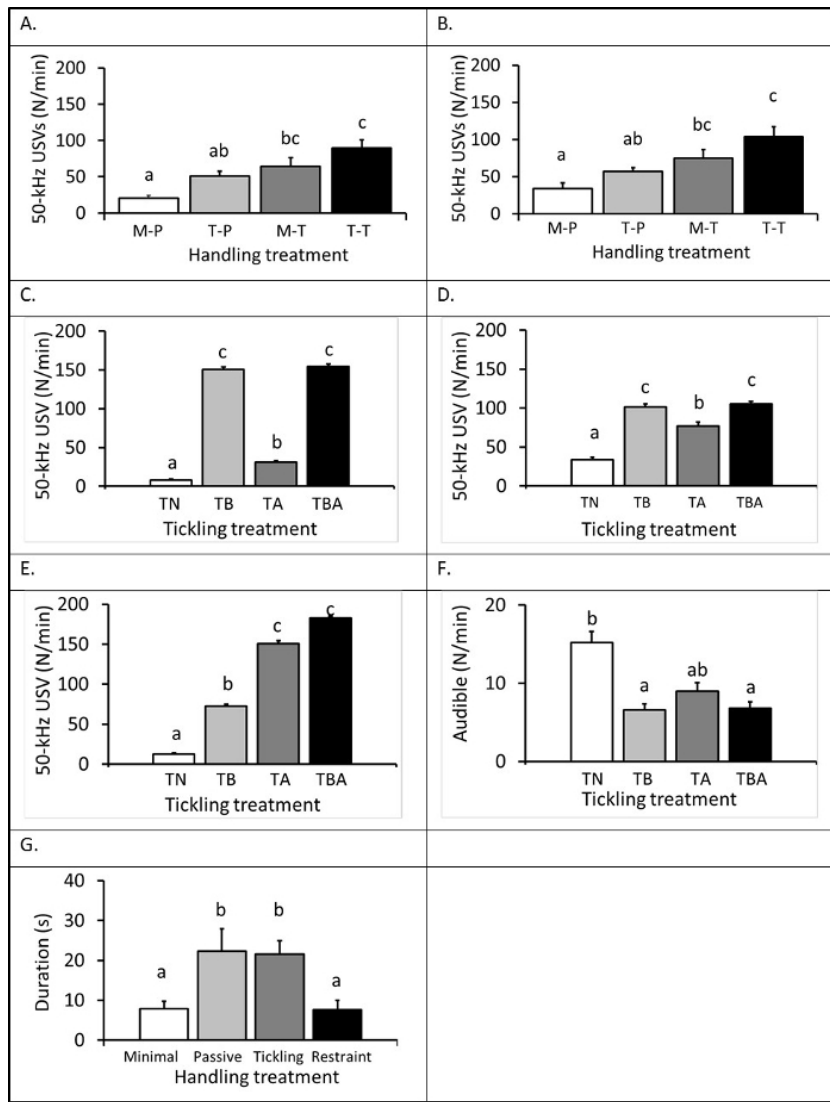 A.
50-kHz USVs (N/min)
200
150
100
50
0
a
ab
bc
c
M-P T-P M-T T-T
Handling treatment
B.
50-kHz USVs (N/min)
200
150
100
50
0
a
ab
bc
c
M-P T-P M-T T-T
Handling treatment
C.
50-kHz USV (N/min)
200
150
100
50
0
a
c
b
c
TN TB TA TBA
Tickling treatment
D.
50-kHz USV (N/min)
200
150
100
50
0
a
c
b
c
TN TB TA TBA
Tickling treatment
E.
50-kHz USV (N/min)
200
150
100
50
0
a
b
c
c
TN TB TA TBA
Tickling treatment
F.
Audible (N/min)
20
10
0
b
a
ab
a
TN TB TA TBA
Tickling treatment
G.
Duration (s)
40
30
20
10
0
a
b
b
a
Minimal Passive Tickling Restraint
Handling treatment